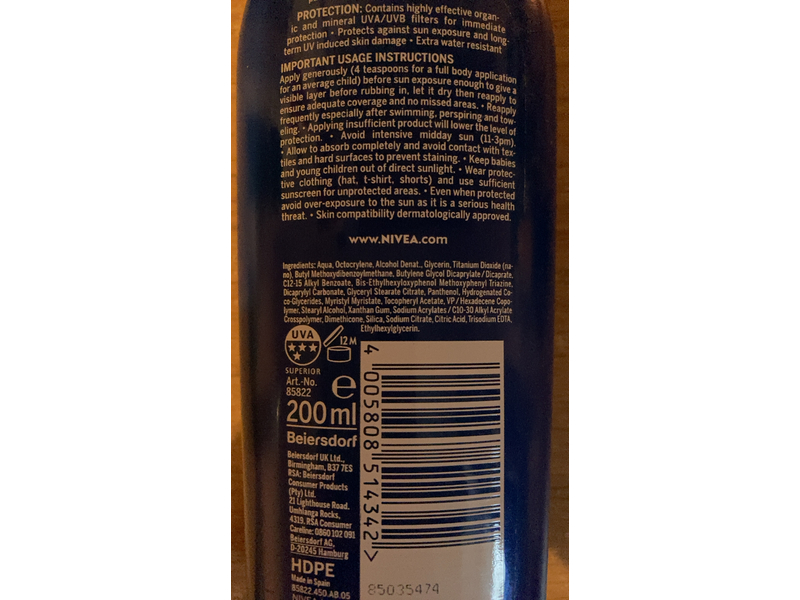 PROTECTION: Contains highly effective organ-
ic and mineral UVA/UVB filters for immediate
protection • Protects against sun exposure and long-
term UV induced skin damage • Extra water resistant
IMPORTANT USAGE INSTRUCTIONS
Apply generously (4 teaspoons for a full body application
for an average child) before sun exposure enough to give a
visible layer before rubbing in, let it dry then reapply to
ensure adequate coverage and no missed areas. • Reapply
frequently especially after swimming, perspiring and tow-
eling. • Applying insufficient product will lower the level of
protection. • Avoid intensive midday sun (11-3pm).
• Allow to absorb completely and avoid contact with tex-
tiles and hard surfaces to prevent staining. • Keep babies
and young children out of direct sunlight. • Wear protec-
tive clothing (hat, t-shirt, shorts) and use sufficient
sunscreen for unprotected areas. • Even when protected
avoid over-exposure to the sun as it is a serious health
threat. • Skin compatibility dermatologically approved.
www.NIVEA.com
Ingredients: Aqua, Octocrylene, Alcohol Denat., Glycerin, Titanium Dioxide (na-
no), Butyl Methoxydibenzoylmethane, Butylene Glycol Dicaprylate / Dicaprate,
C12-15 Alkyl Benzoate, Bis-Ethylhexyloxyphenol Methoxyphenyl Triazine,
Dicaprylyl Carbonate, Glyceryl Stearate Citrate, Panthenol, Hydrogenated Co-
co-Glycerides, Myristyl Myristate, Tocopheryl Acetate, VP / Hexadecene Copo-
lymer, Stearyl Alcohol, Xanthan Gum, Sodium Acrylates / C10-30 Alkyl Acrylate
Crosspolymer, Dimethicone, Silica, Sodium Citrate, Citric Acid, Trisodium EDTA,
Ethylhexylglycerin.
UVA
SUPERIOR
12 M
Art.-No.
85822
e
200 ml
Beiersdorf
Beiersdorf UK Ltd.,
Birmingham, B37 7ES
RSA: Beiersdorf
Consumer Products
(Pty) Ltd.
21 Lighthouse Road.
Umhlanga Rocks,
4319. RSA Consumer
Careline: 0860 102 091
Beiersdorf AG,
D-20245 Hamburg
HDPE
Made in Spain
85822.450.AB.05
4 005808 514342 >
85035474